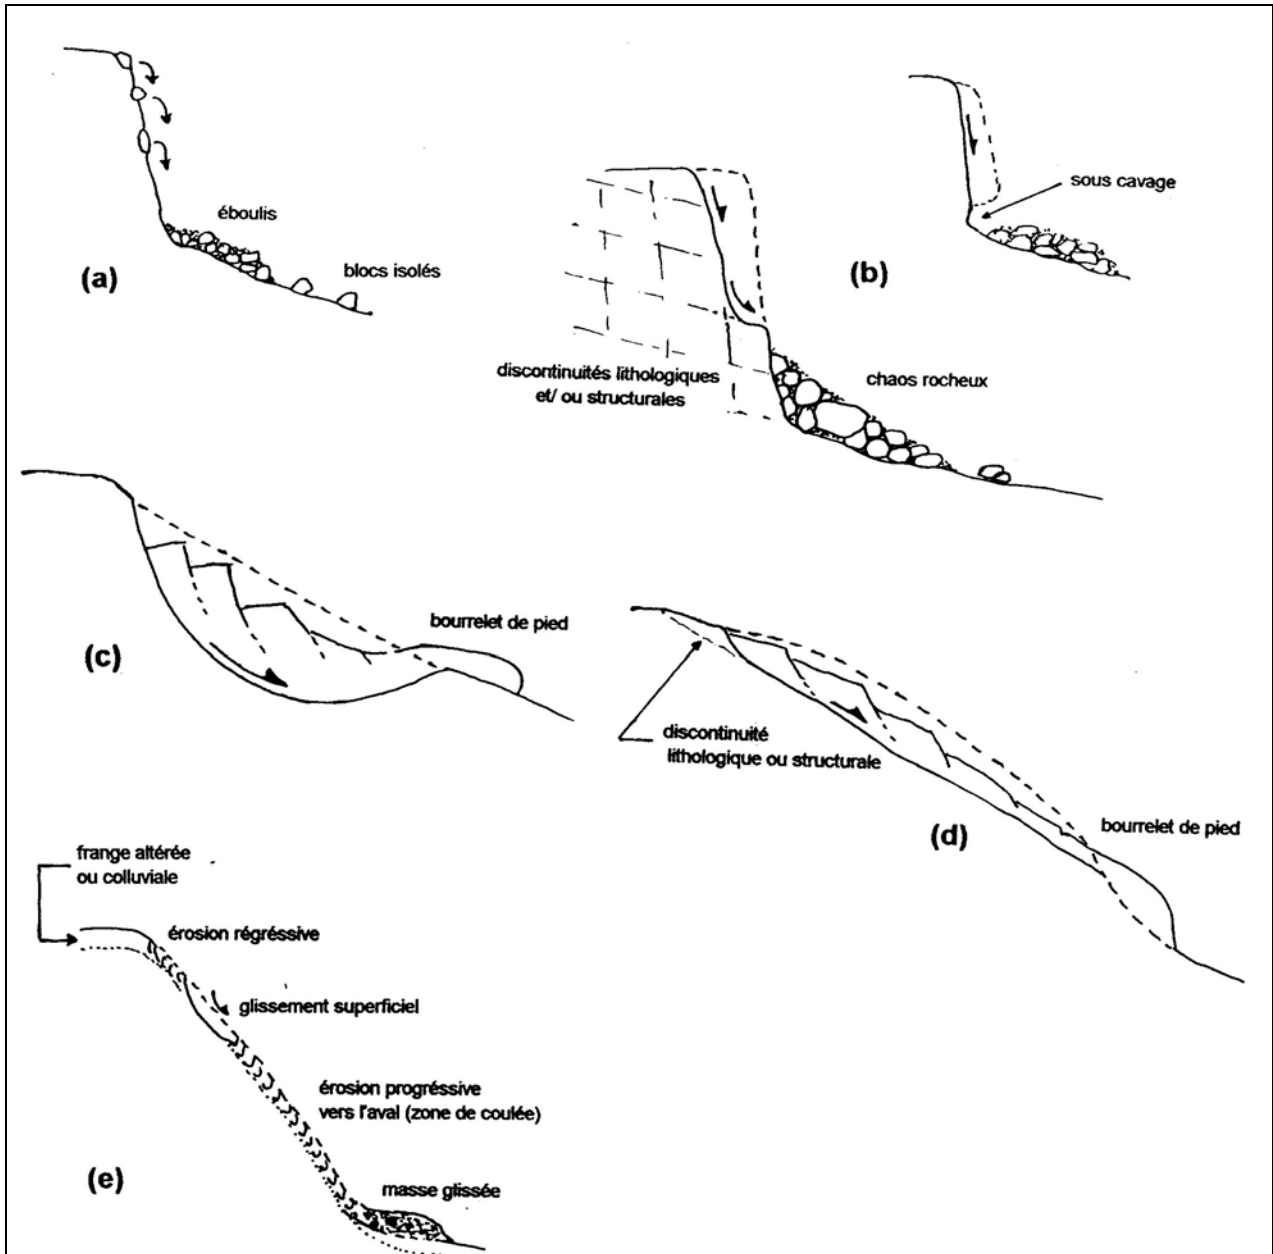 éboulis
blocs isolés
(a)
sous cavage
(b)
discontinuités lithologiques
et/ ou structurales
chaos rocheux
bourrelet de pied
(c)
discontinuité
lithologique ou structurale
bourrelet de pied
(d)
frange altérée
ou colluviale
érosion régréssive
glissement superficiel
érosion progréssive
vers l'aval (zone de coulée)
masse glissée
(e)